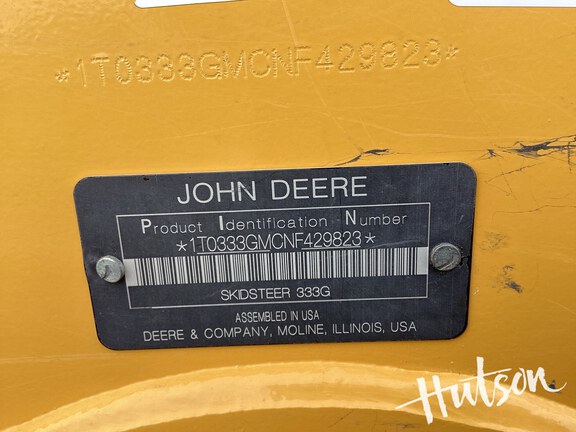 *1T0333GMCNF429823*
JOHN DEERE
Product Identification Number
*1T0333GMCNF429823*
SKIDSTEER 333G
ASSEMBLED IN USA
DEERE & COMPANY, MOLINE, ILLINOIS, USA
Hutson